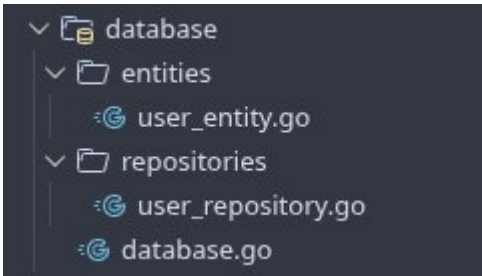 database
entities
user_entity.go
repositories
user_repository.go
database.go